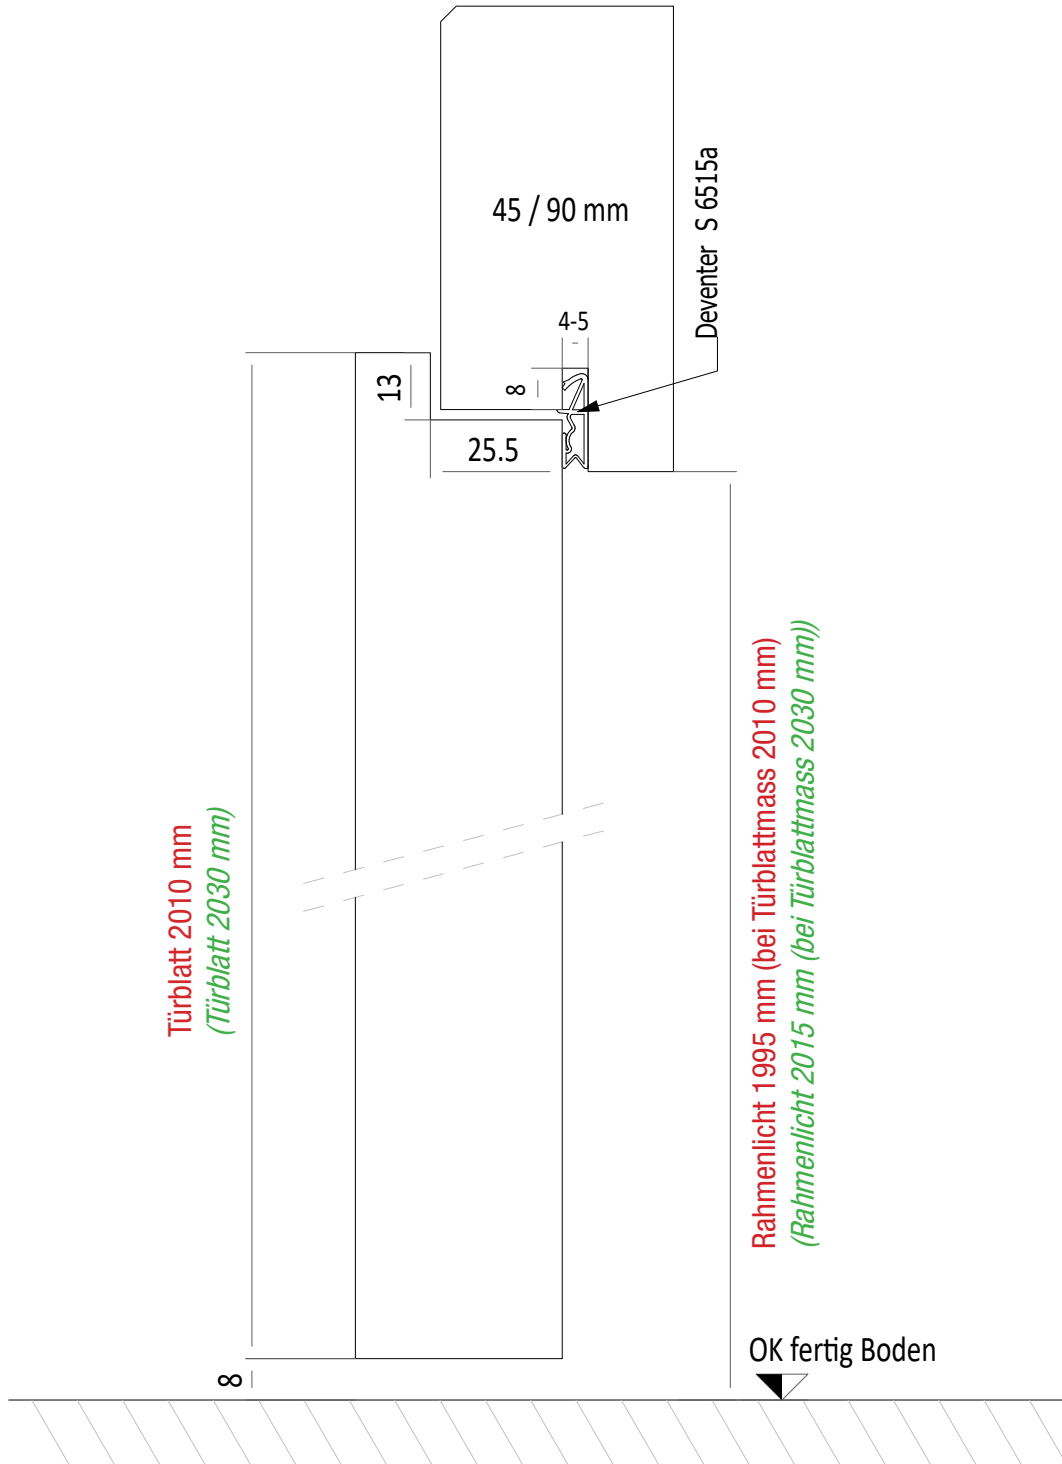 45 / 90 mm
Deventer S 6515a
4-5
13
8
25.5
Türblatt 2010 mm
(Türblatt 2030 mm)
Rahmenlicht 1995 mm (bei Türblattmass 2010 mm)
(Rahmenlicht 2015 mm (bei Türblattmass 2030 mm))
OK fertig Boden
8